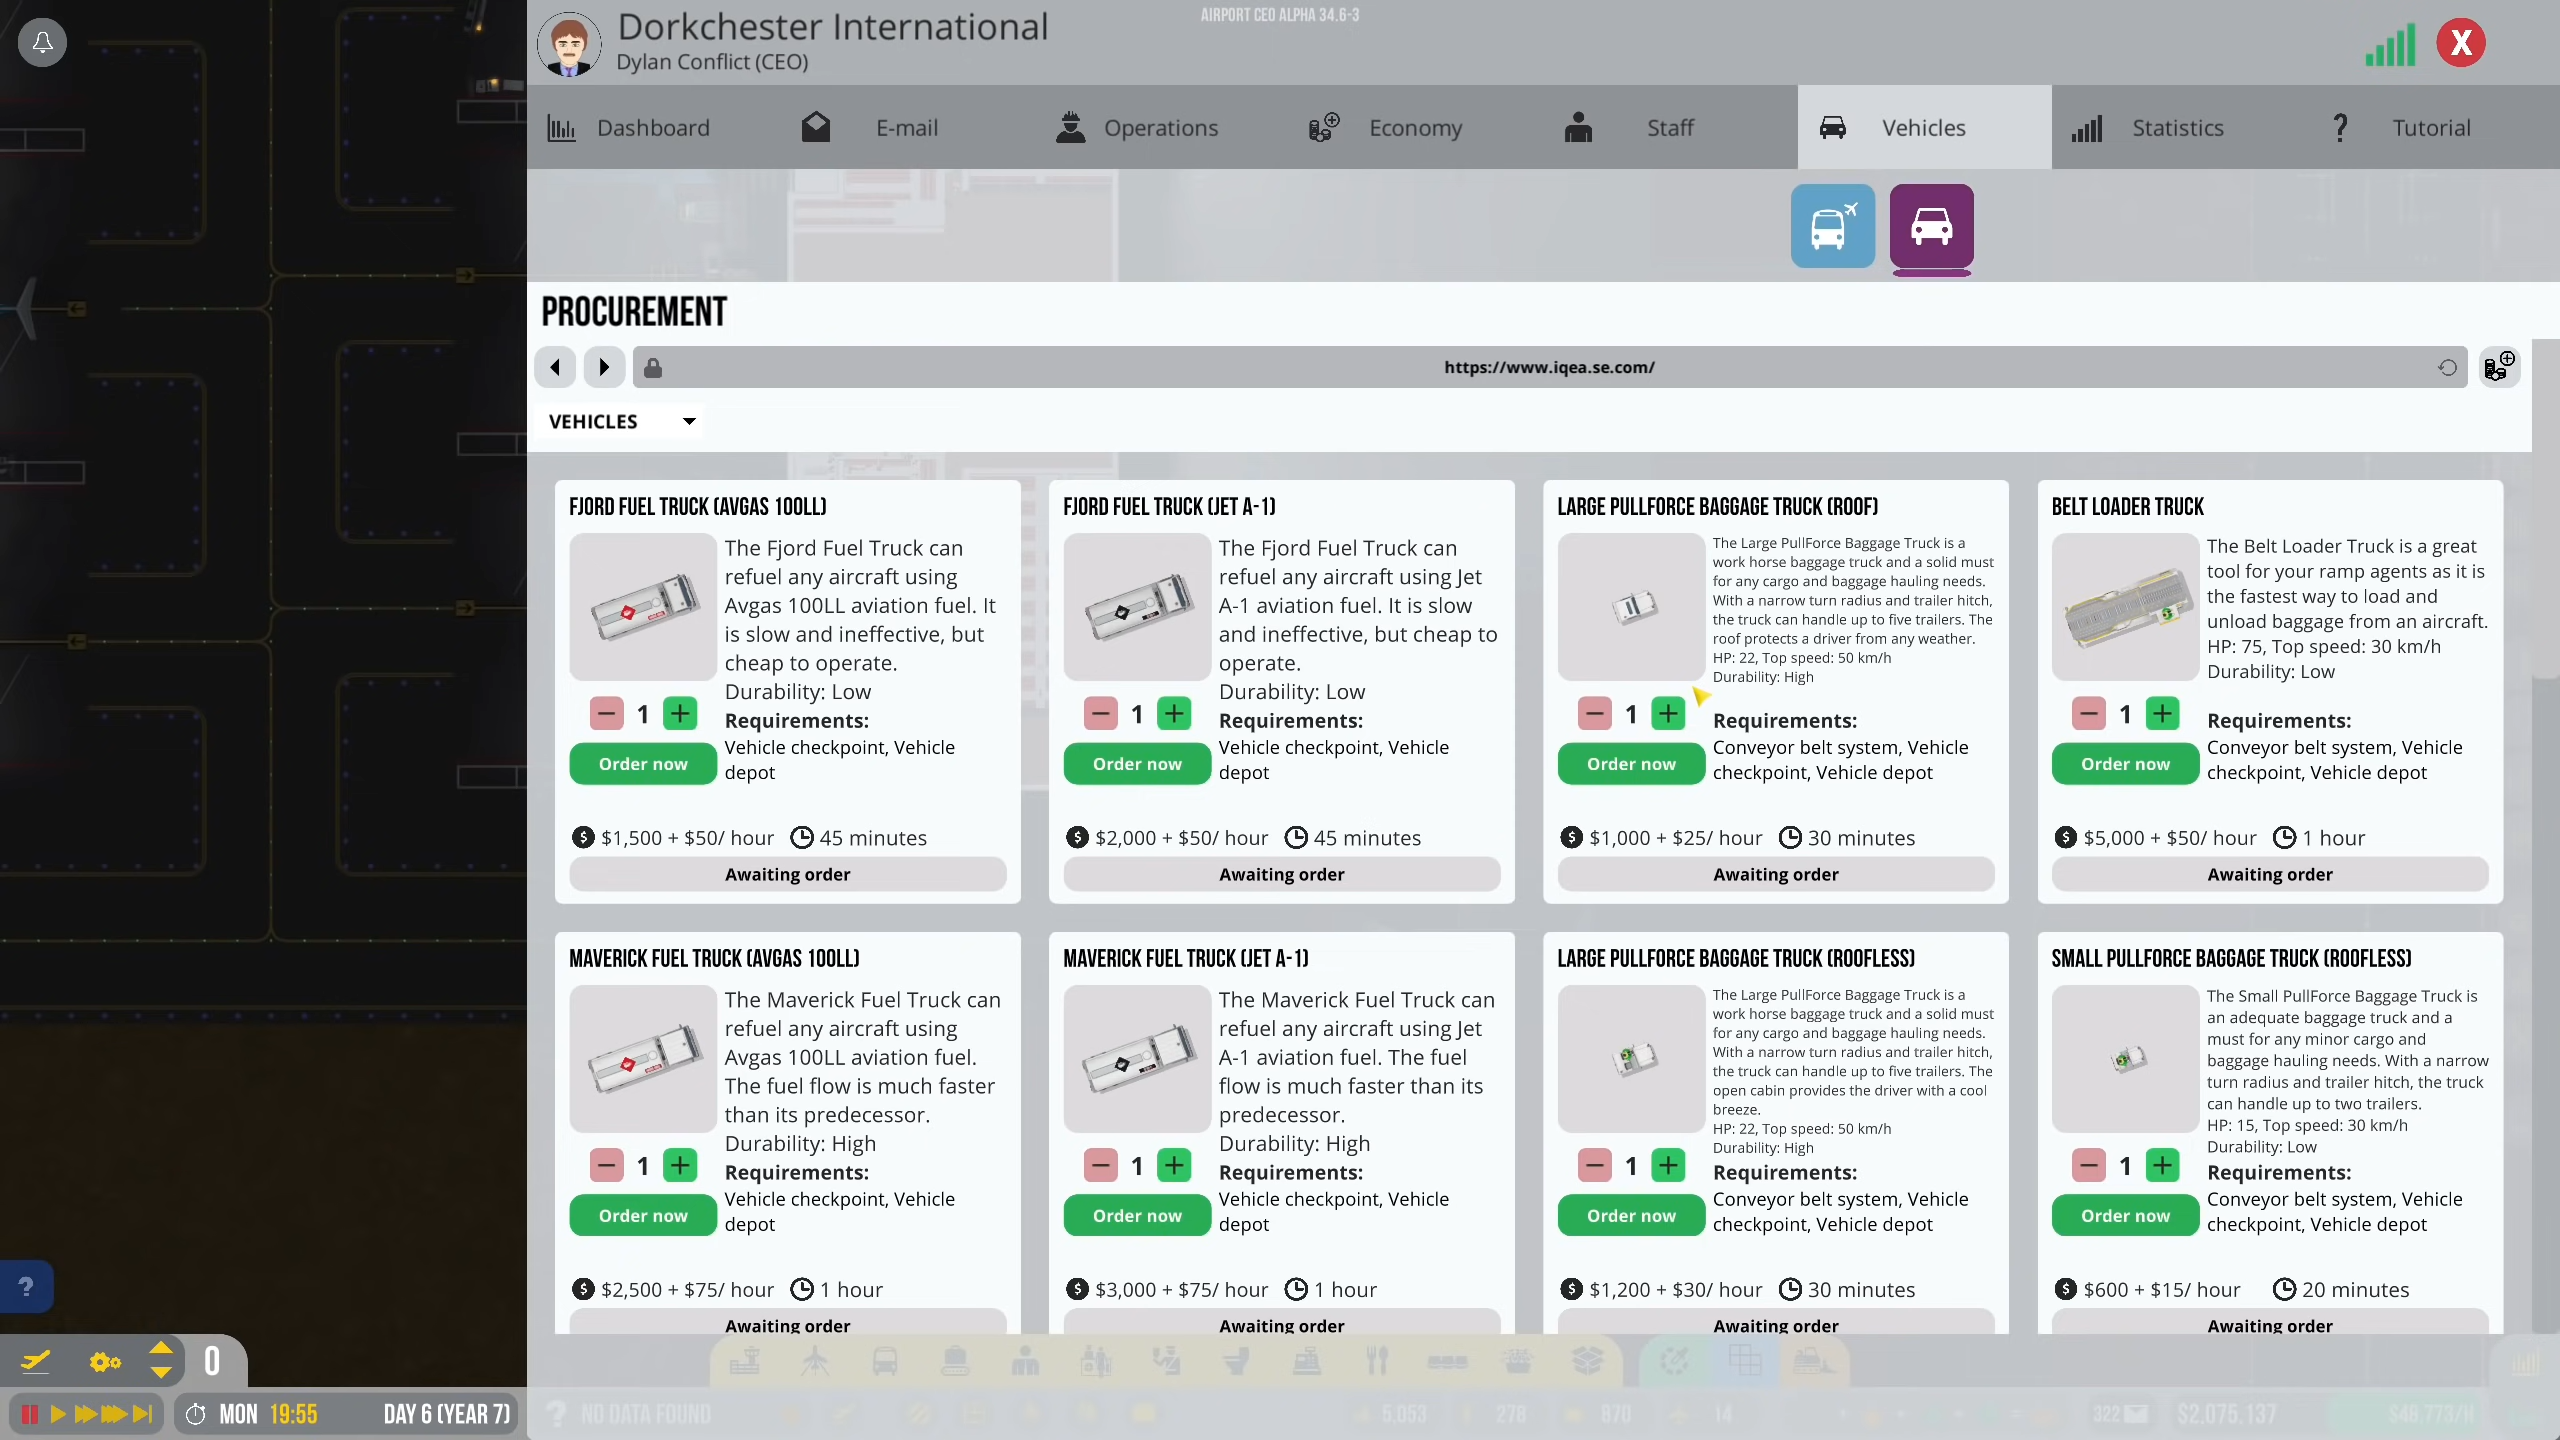 AIRPORT CEO ALPHA 34.6-3
Dorkchester International
Dylan Conflict (CEO)
X
Dashboard
E-mail
Operations
Economy
Staff
Vehicles
Statistics
? Tutorial
PROCUREMENT
https://www.iqea.se.com/
VEHICLES
FJORD FUEL TRUCK (AVGAS 100LL)
The Fjord Fuel Truck can
refuel any aircraft using
Avgas 100LL aviation fuel. It
is slow and ineffective, but
cheap to operate.
Durability: Low
1
Requirements:
Order now
Vehicle checkpoint, Vehicle
depot
$1,500 + $50/ hour 45 minutes
Awaiting order
FJORD FUEL TRUCK (JET A-1)
The Fjord Fuel Truck can
refuel any aircraft using Jet
A-1 aviation fuel. It is slow
and ineffective, but cheap to
operate.
Durability: Low
1
Requirements:
Order now
Vehicle checkpoint, Vehicle
depot
$2,000 + $50/ hour 45 minutes
Awaiting order
LARGE PULLFORCE BAGGAGE TRUCK (ROOF)
The Large PullForce Baggage Truck is a
work horse baggage truck and a solid must
for any cargo and baggage hauling needs.
With a narrow turn radius and trailer hitch,
the truck can handle up to five trailers. The
roof protects a driver from any weather.
HP: 22, Top speed: 50 km/h
Durability: High
1
Requirements:
Order now
Conveyor belt system, Vehicle
checkpoint, Vehicle depot
$1,000 + $25/ hour 30 minutes
Awaiting order
BELT LOADER TRUCK
The Belt Loader Truck is a great
tool for your ramp agents as it is
the fastest way to load and
unload baggage from an aircraft.
HP: 75, Top speed: 30 km/h
Durability: Low
1
Requirements:
Order now
Conveyor belt system, Vehicle
checkpoint, Vehicle depot
$5,000 + $50/ hour 1 hour
Awaiting order
MAVERICK FUEL TRUCK (AVGAS 100LL)
The Maverick Fuel Truck can
refuel any aircraft using
Avgas 100LL aviation fuel.
The fuel flow is much faster
than its predecessor.
Durability: High
1
Requirements:
Order now
Vehicle checkpoint, Vehicle
depot
$2,500 + $75/ hour 1 hour
Awaiting order
MAVERICK FUEL TRUCK (JET A-1)
The Maverick Fuel Truck can
refuel any aircraft using Jet
A-1 aviation fuel. The fuel
flow is much faster than its
predecessor.
Durability: High
1
Requirements:
Order now
Vehicle checkpoint, Vehicle
depot
$3,000 + $75/ hour 1 hour
Awaiting order
LARGE PULLFORCE BAGGAGE TRUCK (ROOFLESS)
The Large PullForce Baggage Truck is a
work horse baggage truck and a solid must
for any cargo and baggage hauling needs.
With a narrow turn radius and trailer hitch,
the truck can handle up to five trailers. The
open cabin provides the driver with a cool
breeze.
HP: 22, Top speed: 50 km/h
Durability: High
1
Requirements:
Order now
Conveyor belt system, Vehicle
checkpoint, Vehicle depot
$1,200 + $30/ hour 30 minutes
Awaiting order
SMALL PULLFORCE BAGGAGE TRUCK (ROOFLESS)
The Small PullForce Baggage Truck is
an adequate baggage truck and a
must for any minor cargo and
baggage hauling needs. With a narrow
turn radius and trailer hitch, the truck
can handle up to two trailers.
HP: 15, Top speed: 30 km/h
Durability: Low
1
Requirements:
Order now
Conveyor belt system, Vehicle
checkpoint, Vehicle depot
$600 + $15/ hour 20 minutes
Awaiting order
?
0
MON 19:55 DAY 6 (YEAR 7)
? NO DATA FOUND
5,053
278
870
14
322
$2.075.137